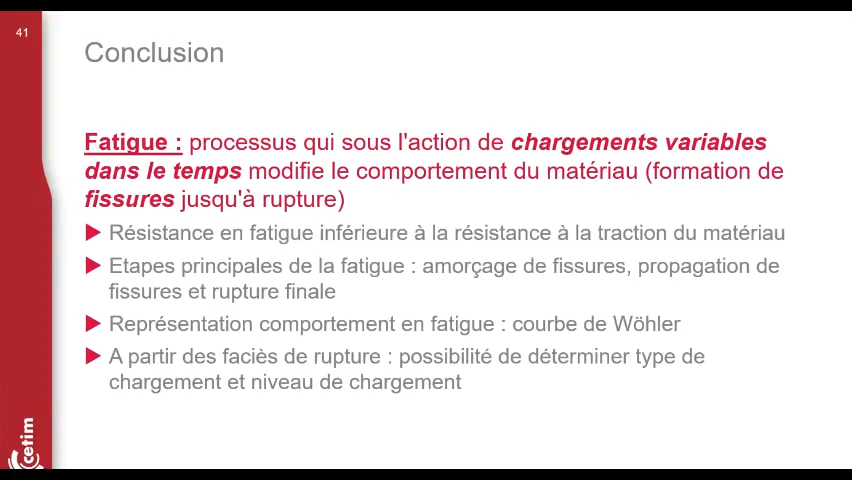 41
Conclusion
Fatigue : processus qui sous l'action de chargements variables
dans le temps modifie le comportement du matériau (formation de
fissures jusqu'à rupture)
Résistance en fatigue inférieure à la résistance à la traction du matériau
Etapes principales de la fatigue : amorçage de fissures, propagation de
fissures et rupture finale
Représentation comportement en fatigue : courbe de Wöhler
A partir des faciès de rupture : possibilité de déterminer type de
chargement et niveau de chargement
cetim